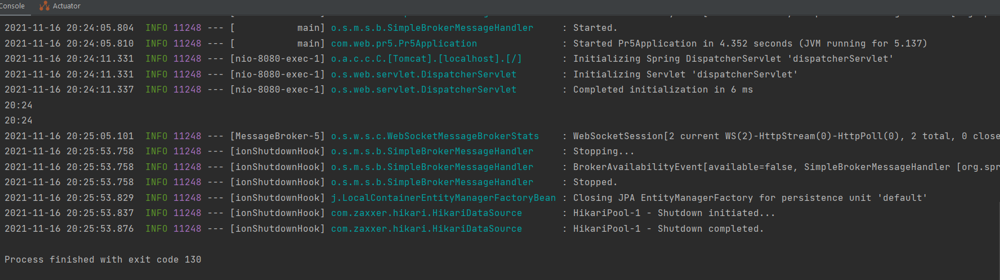 Console Actuator
2021-11-16 20:24:05.804  INFO 11248 --- [           main] o.s.m.s.b.SimpleBrokerMessageHandler     : Started.
2021-11-16 20:24:05.810  INFO 11248 --- [           main] com.web.pr5.Pr5Application               : Started Pr5Application in 4.352 seconds (JVM running for 5.137)
2021-11-16 20:24:11.331  INFO 11248 --- [nio-8080-exec-1] o.a.c.c.C.[Tomcat].[localhost].[/]       : Initializing Spring DispatcherServlet 'dispatcherServlet'
2021-11-16 20:24:11.331  INFO 11248 --- [nio-8080-exec-1] o.s.web.servlet.DispatcherServlet        : Initializing Servlet 'dispatcherServlet'
2021-11-16 20:24:11.337  INFO 11248 --- [nio-8080-exec-1] o.s.web.servlet.DispatcherServlet        : Completed initialization in 6 ms
20:24
20:24
2021-11-16 20:25:05.101  INFO 11248 --- [MessageBroker-5] o.s.w.s.c.WebSocketMessageBrokerStats    : WebSocketSession[2 current WS(2)-HttpStream(0)-HttpPoll(0), 2 total, 0 close
2021-11-16 20:25:53.758  INFO 11248 --- [ionShutdownHook] o.s.m.s.b.SimpleBrokerMessageHandler     : Stopping...
2021-11-16 20:25:53.758  INFO 11248 --- [ionShutdownHook] o.s.m.s.b.SimpleBrokerMessageHandler     : BrokerAvailabilityEvent[available=false, SimpleBrokerMessageHandler [org.spr
2021-11-16 20:25:53.758  INFO 11248 --- [ionShutdownHook] o.s.m.s.b.SimpleBrokerMessageHandler     : Stopped.
2021-11-16 20:25:53.829  INFO 11248 --- [ionShutdownHook] j.LocalContainerEntityManagerFactoryBean : Closing JPA EntityManagerFactory for persistence unit 'default'
2021-11-16 20:25:53.837  INFO 11248 --- [ionShutdownHook] com.zaxxer.hikari.HikariDataSource       : HikariPool-1 - Shutdown initiated...
2021-11-16 20:25:53.876  INFO 11248 --- [ionShutdownHook] com.zaxxer.hikari.HikariDataSource       : HikariPool-1 - Shutdown completed.
Process finished with exit code 130